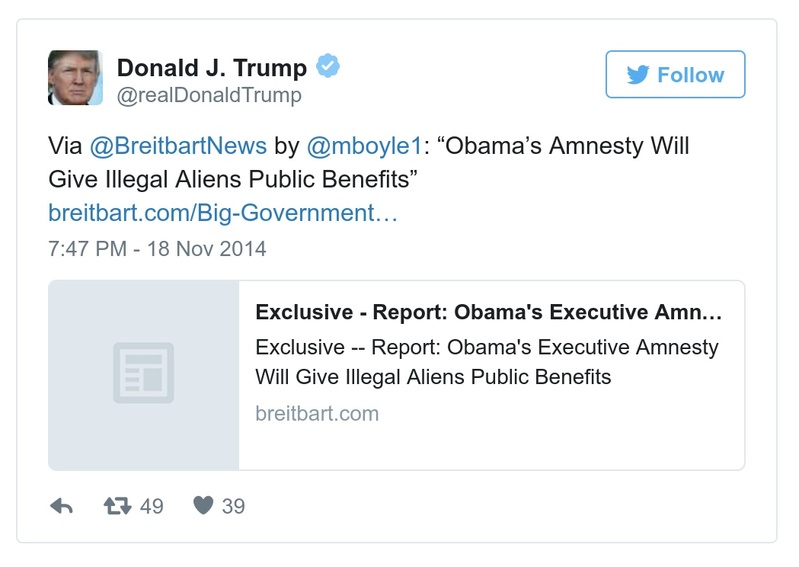 Donald J. Trump
@realDonaldTrump
Follow
Via @BreitbartNews by @mboyle1: “Obama’s Amnesty Will
Give Illegal Aliens Public Benefits”
breitbart.com/Big-Government…
7:47 PM - 18 Nov 2014
Exclusive - Report: Obama's Executive Amn...
Exclusive -- Report: Obama's Executive Amnesty
Will Give Illegal Aliens Public Benefits
breitbart.com
49 39